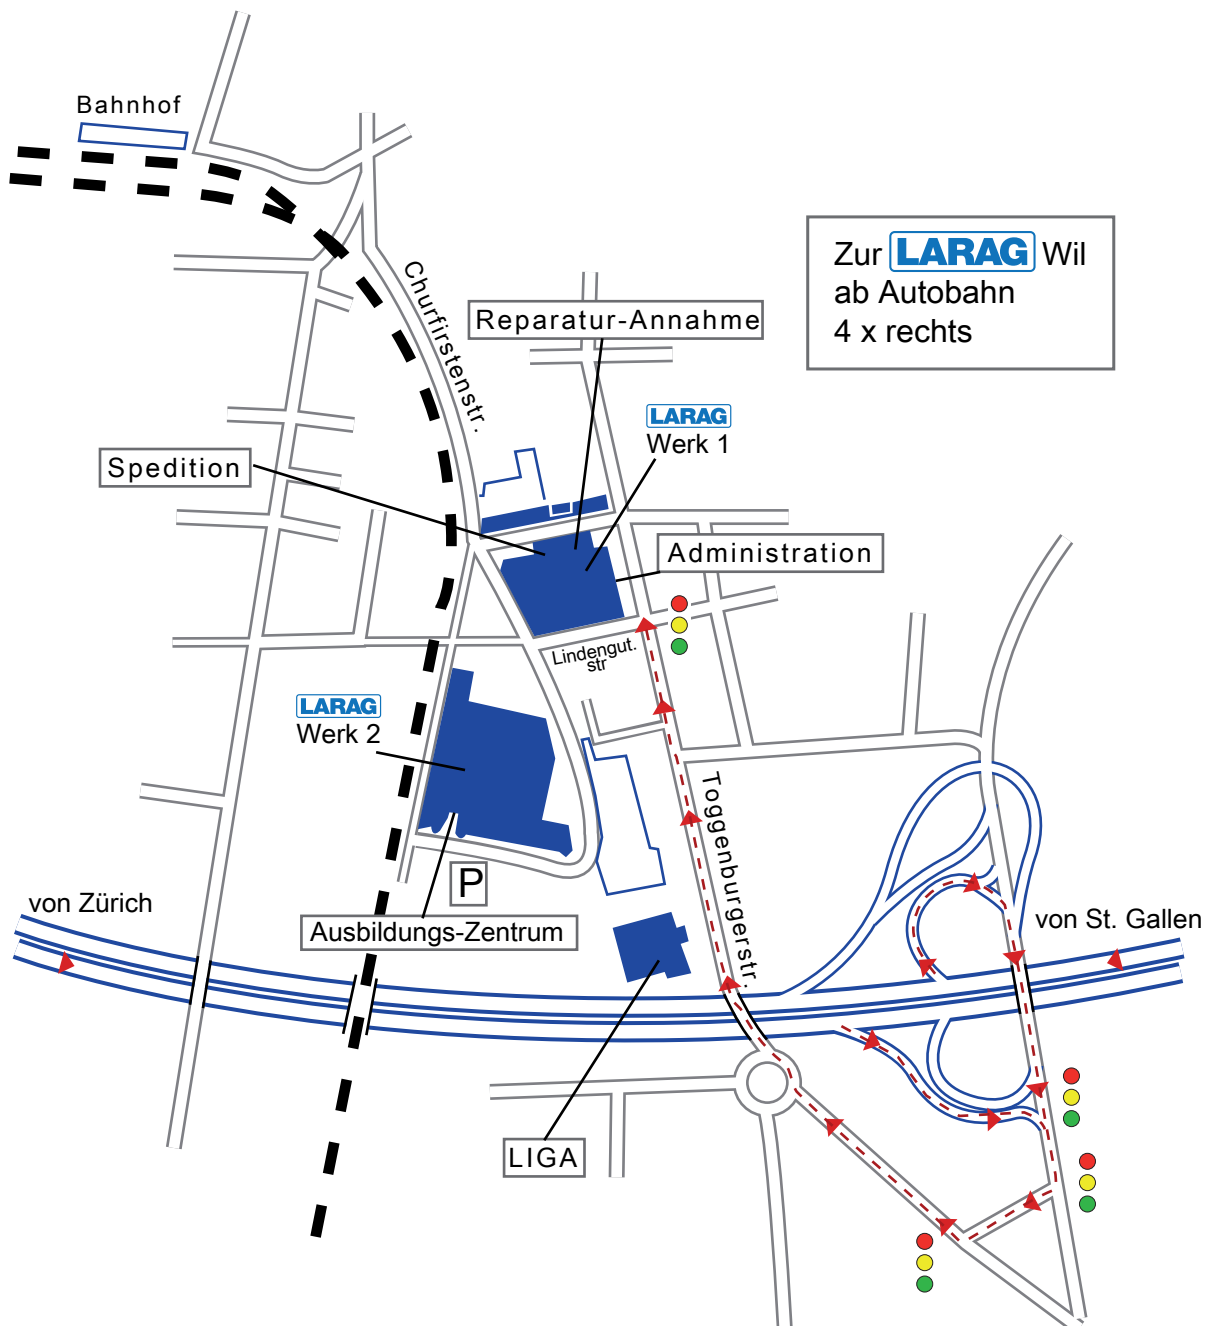 Bahnhof
Zur LARAG Wil
ab Autobahn
4 x rechts
Churfirstenstr.
Reparatur-Annahme
LARAG
Werk 1
Spedition
Administration
Lindengut.
str
LARAG
Werk 2
Toggenburgerstr.
P
von Zürich
Ausbildungs-Zentrum
von St. Gallen
LIGA